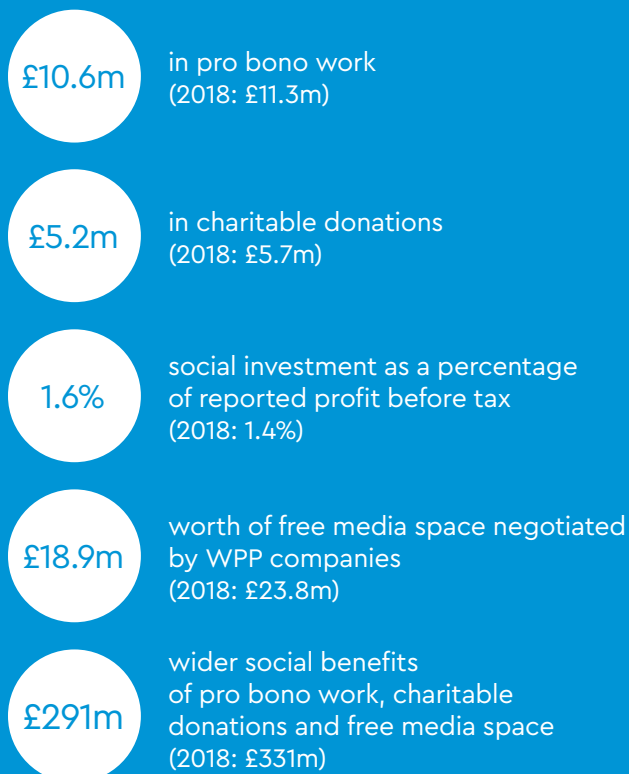 £10.6m
in pro bono work
(2018: £11.3m)
£5.2m
in charitable donations
(2018: £5.7m)
1.6%
social investment as a percentage
of reported profit before tax
(2018: 1.4%)
£18.9m
worth of free media space negotiated
by WPP companies
(2018: £23.8m)
£291m
wider social benefits
of pro bono work, charitable
donations and free media space
(2018: £331m)